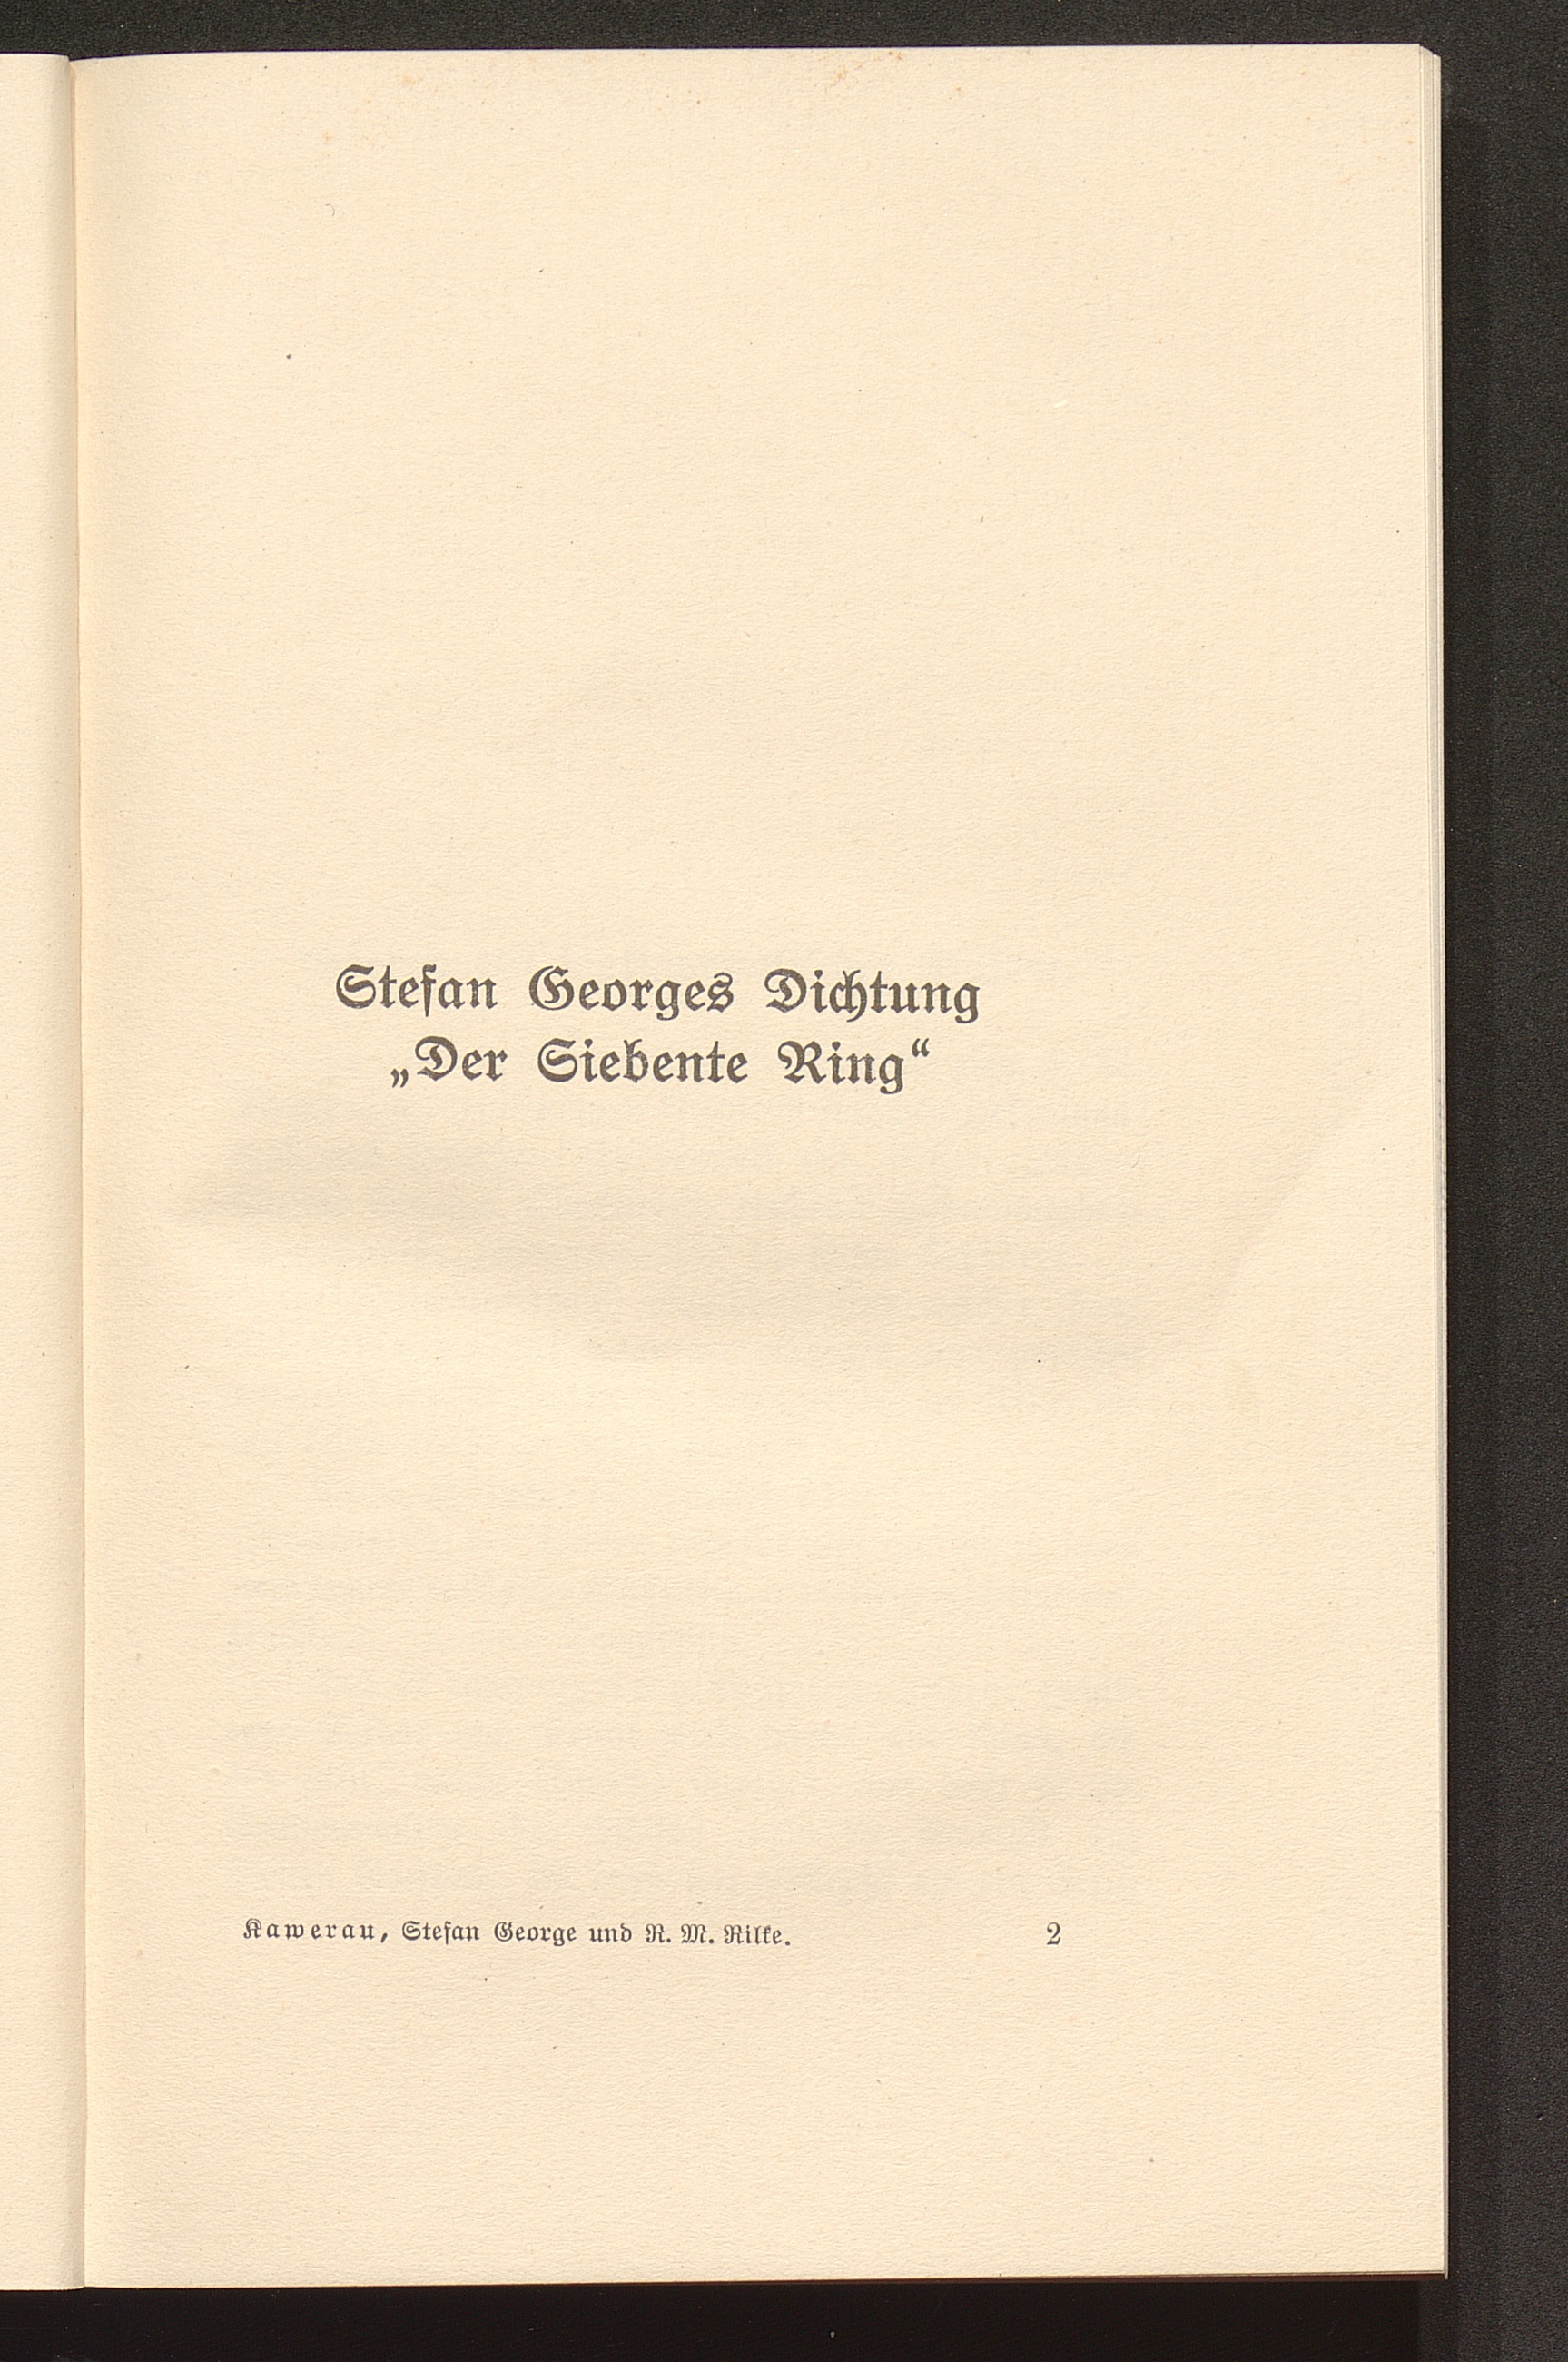 Stefan Georges Dichtung
„Der Siebente Ring“
Kawerau, Stefan George und R. M. Rilke. 2